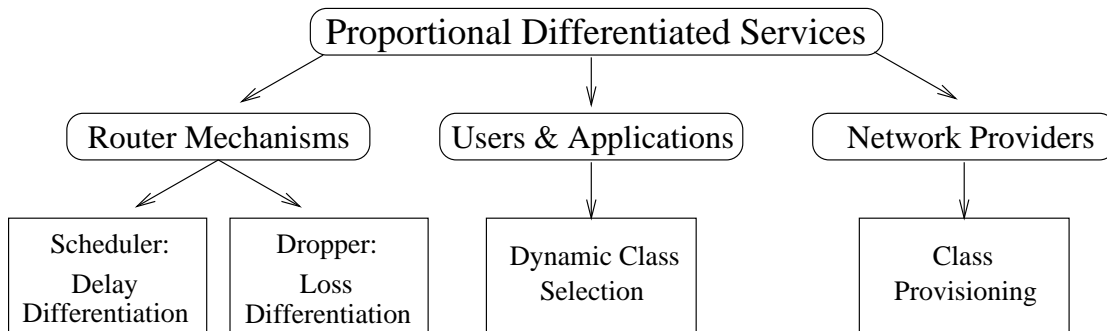 Proportional Differentiated Services
Router Mechanisms
Users & Applications
Network Providers
Scheduler:
Delay
Differentiation
Dropper:
Loss
Differentiation
Dynamic Class
Selection
Class
Provisioning